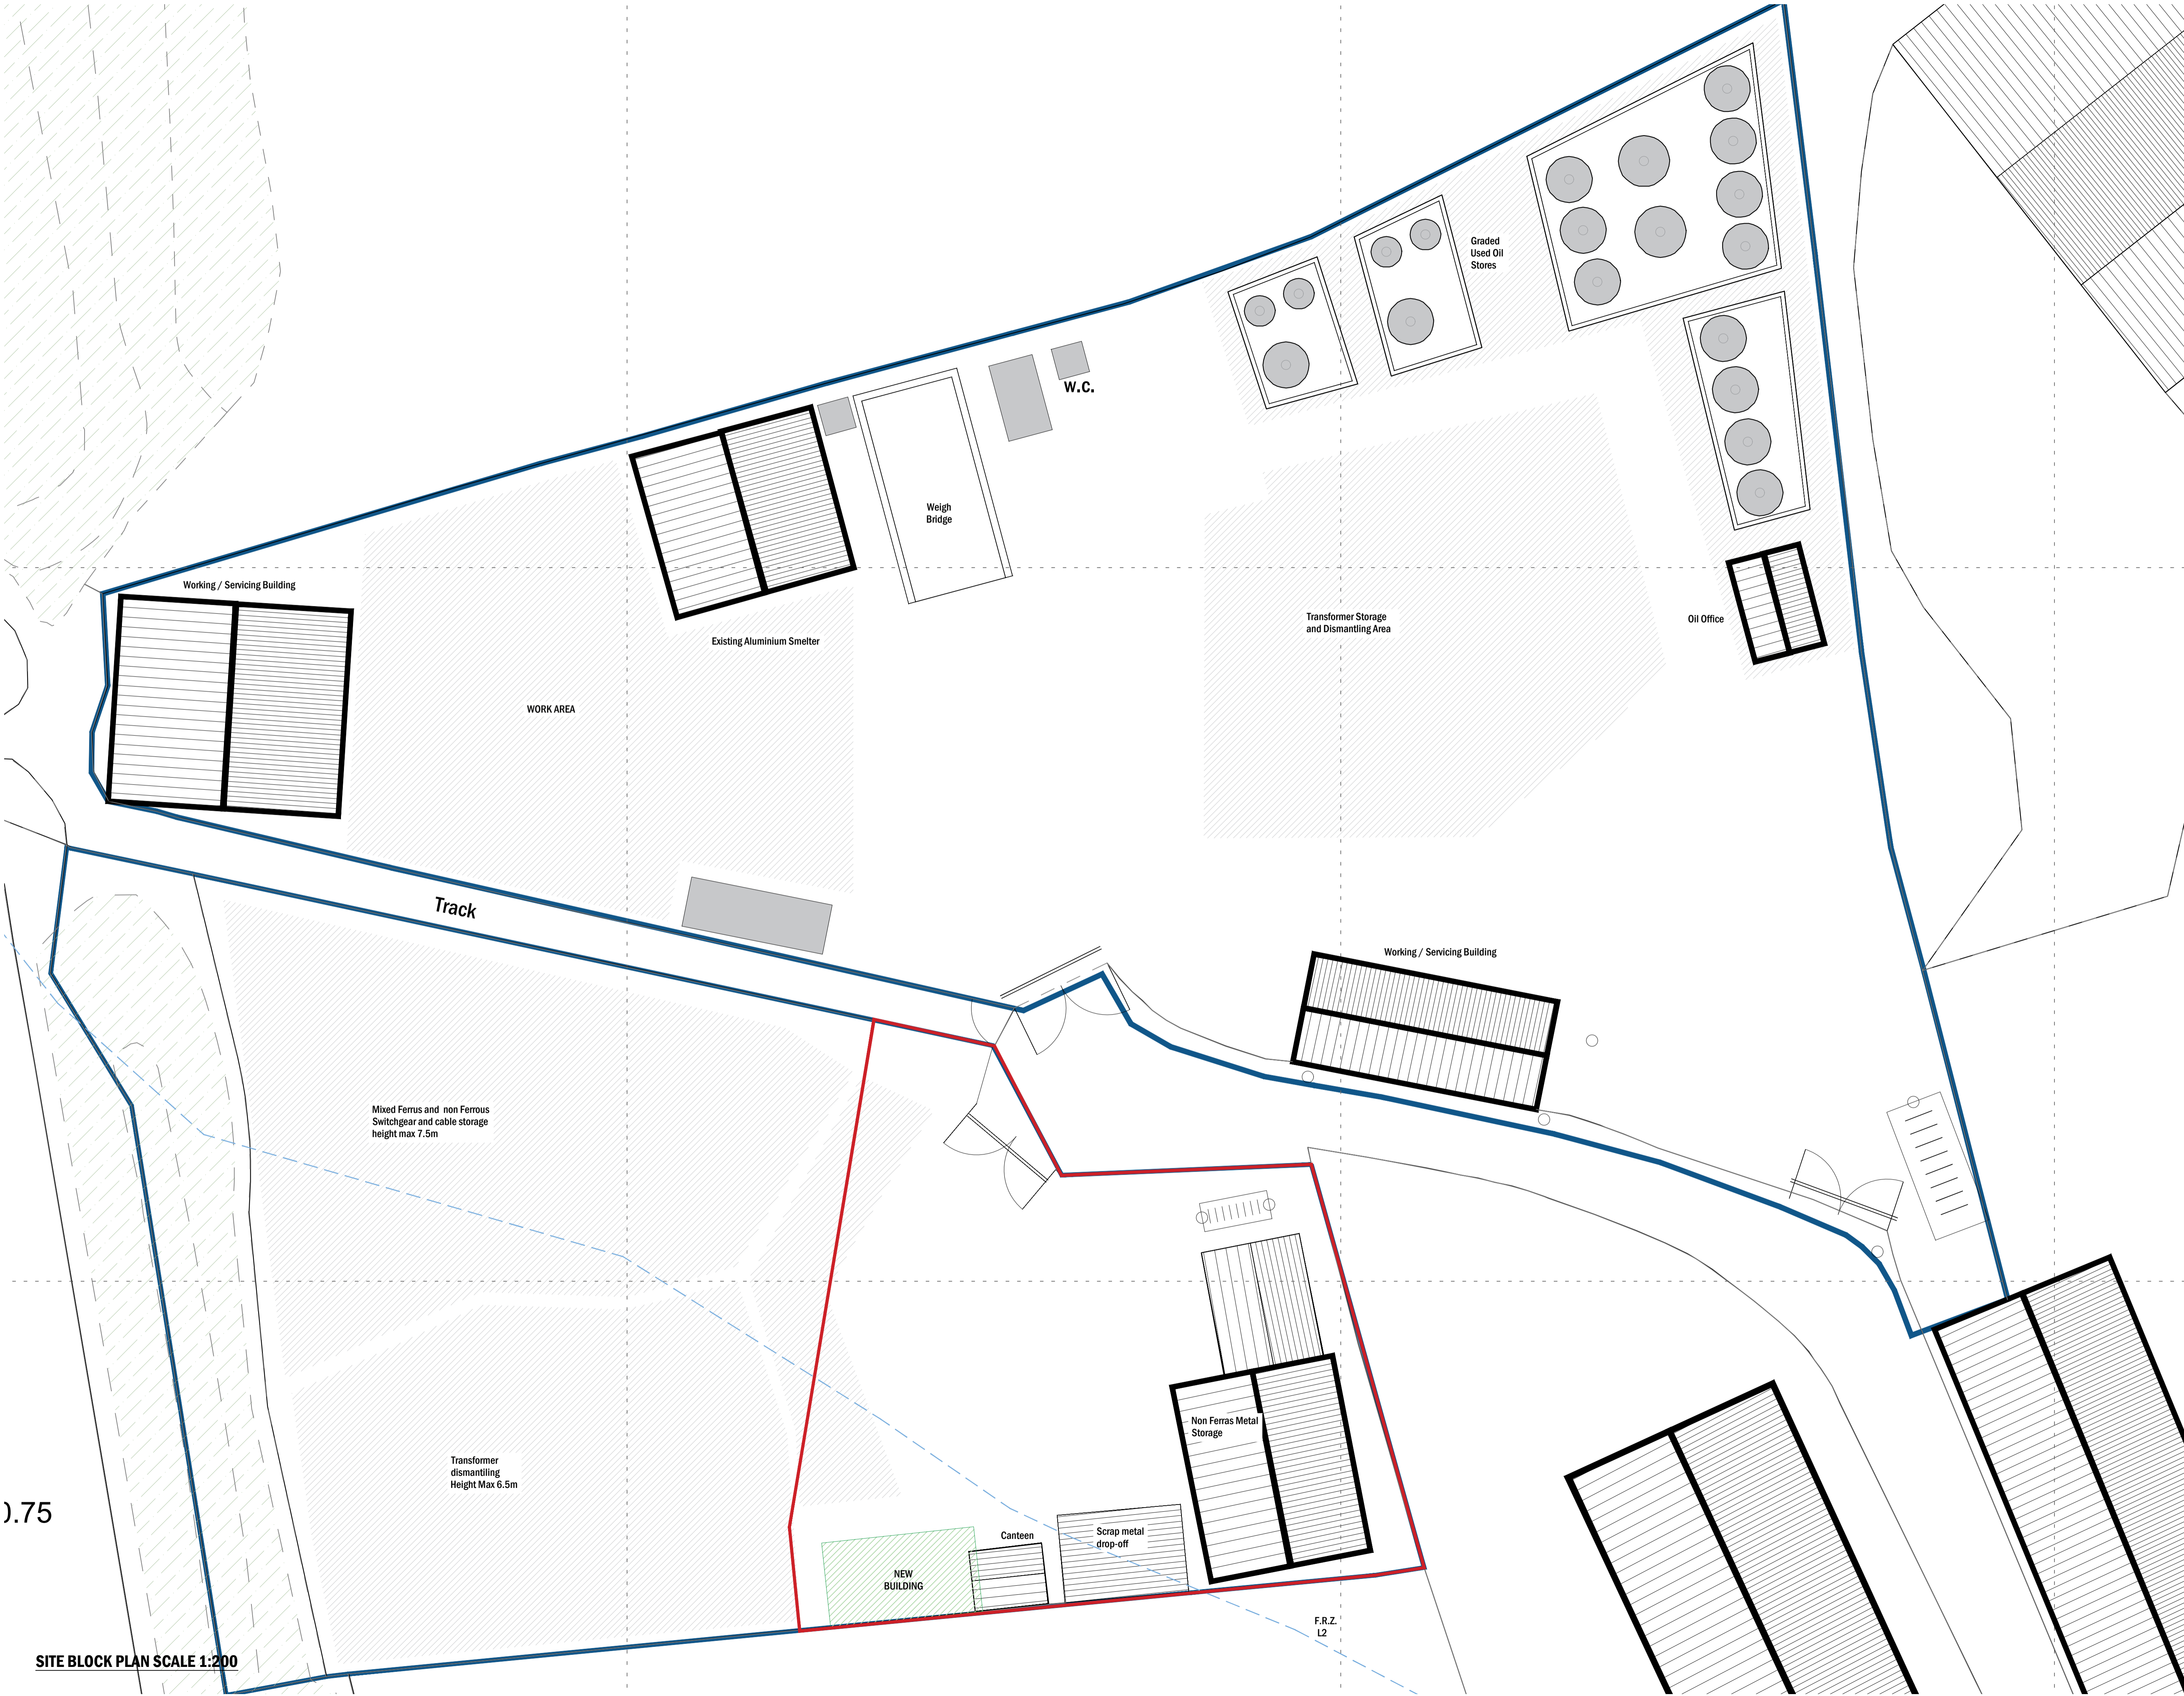 Graded
Used Oil
Stores
W.C.
Weigh
Bridge
Working / Servicing Building
Existing Aluminium Smelter
Transformer Storage
and Dismantling Area
Oil Office
WORK AREA
Track
Working / Servicing Building
Mixed Ferrus and non Ferrous
Switchgear and cable storage
height max 7.5m
Non Ferras Metal
Storage
Transformer
dismantiling
Height Max 6.5m
0.75
Canteen
Scrap metal
drop-off
NEW
BUILDING
F.R.Z.
L2
SITE BLOCK PLAN SCALE 1:200